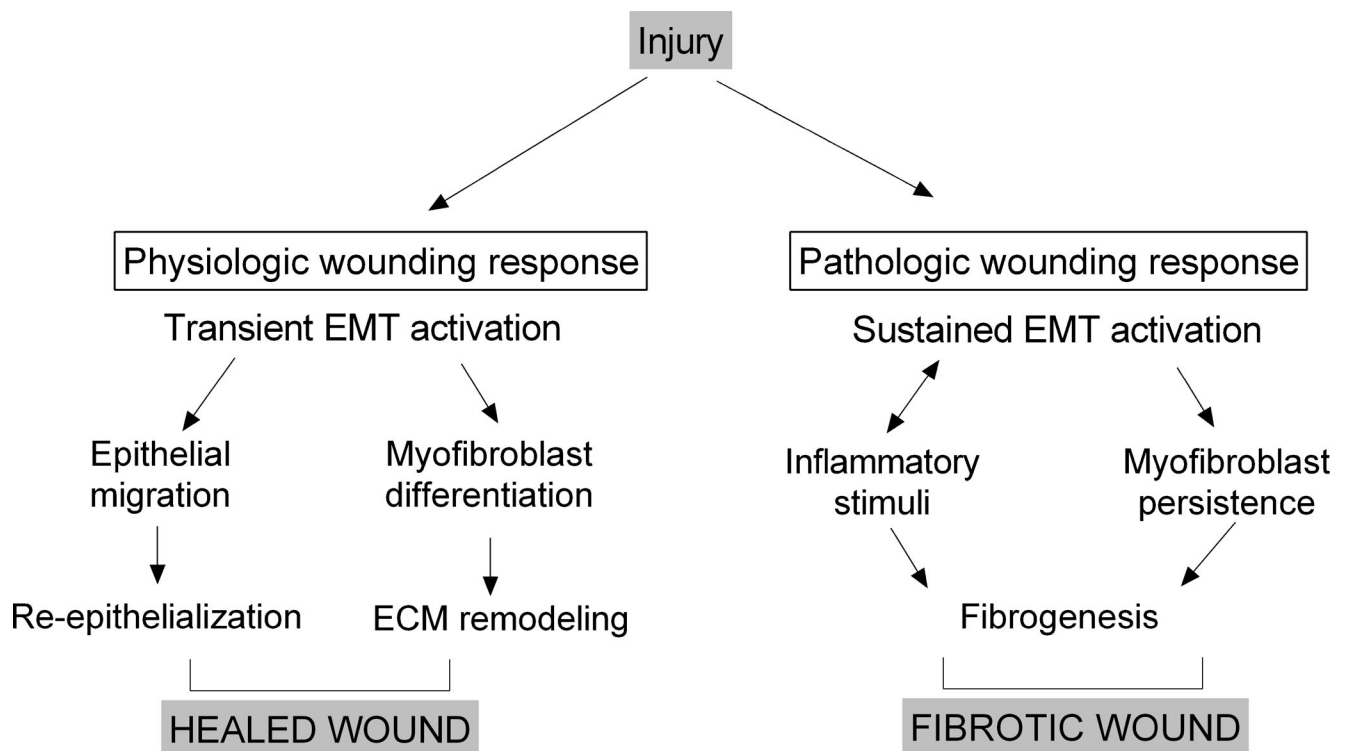 Injury
Physiologic wounding response
Transient EMT activation
Epithelial
migration
Myofibroblast
differentiation
Re-epithelialization
ECM remodeling
HEALED WOUND
Pathologic wounding response
Sustained EMT activation
Inflammatory
stimuli
Myofibroblast
persistence
Fibrogenesis
FIBROTIC WOUND